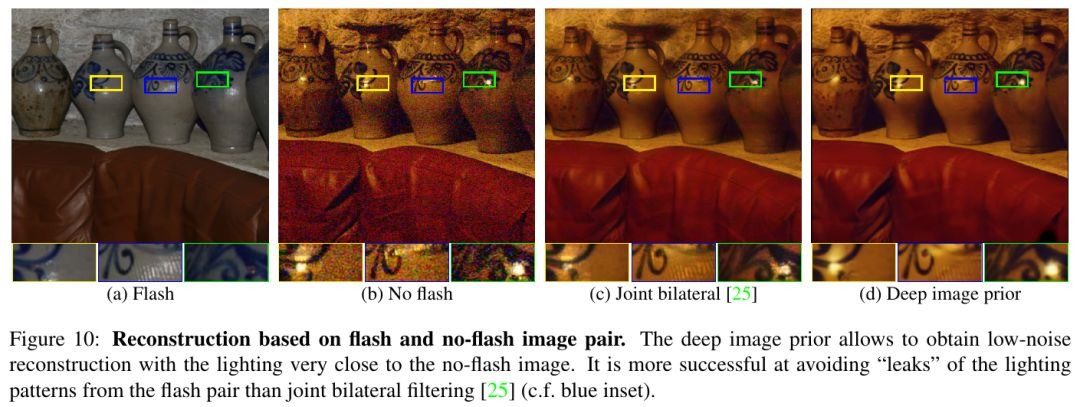 (a) Flash
(b) No flash
(c) Joint bilateral [25]
(d) Deep image prior
Figure 10: Reconstruction based on flash and no-flash image pair. The deep image prior allows to obtain low-noise
reconstruction with the lighting very close to the no-flash image. It is more successful at avoiding “leaks” of the lighting
patterns from the flash pair than joint bilateral filtering [25] (c.f. blue inset).